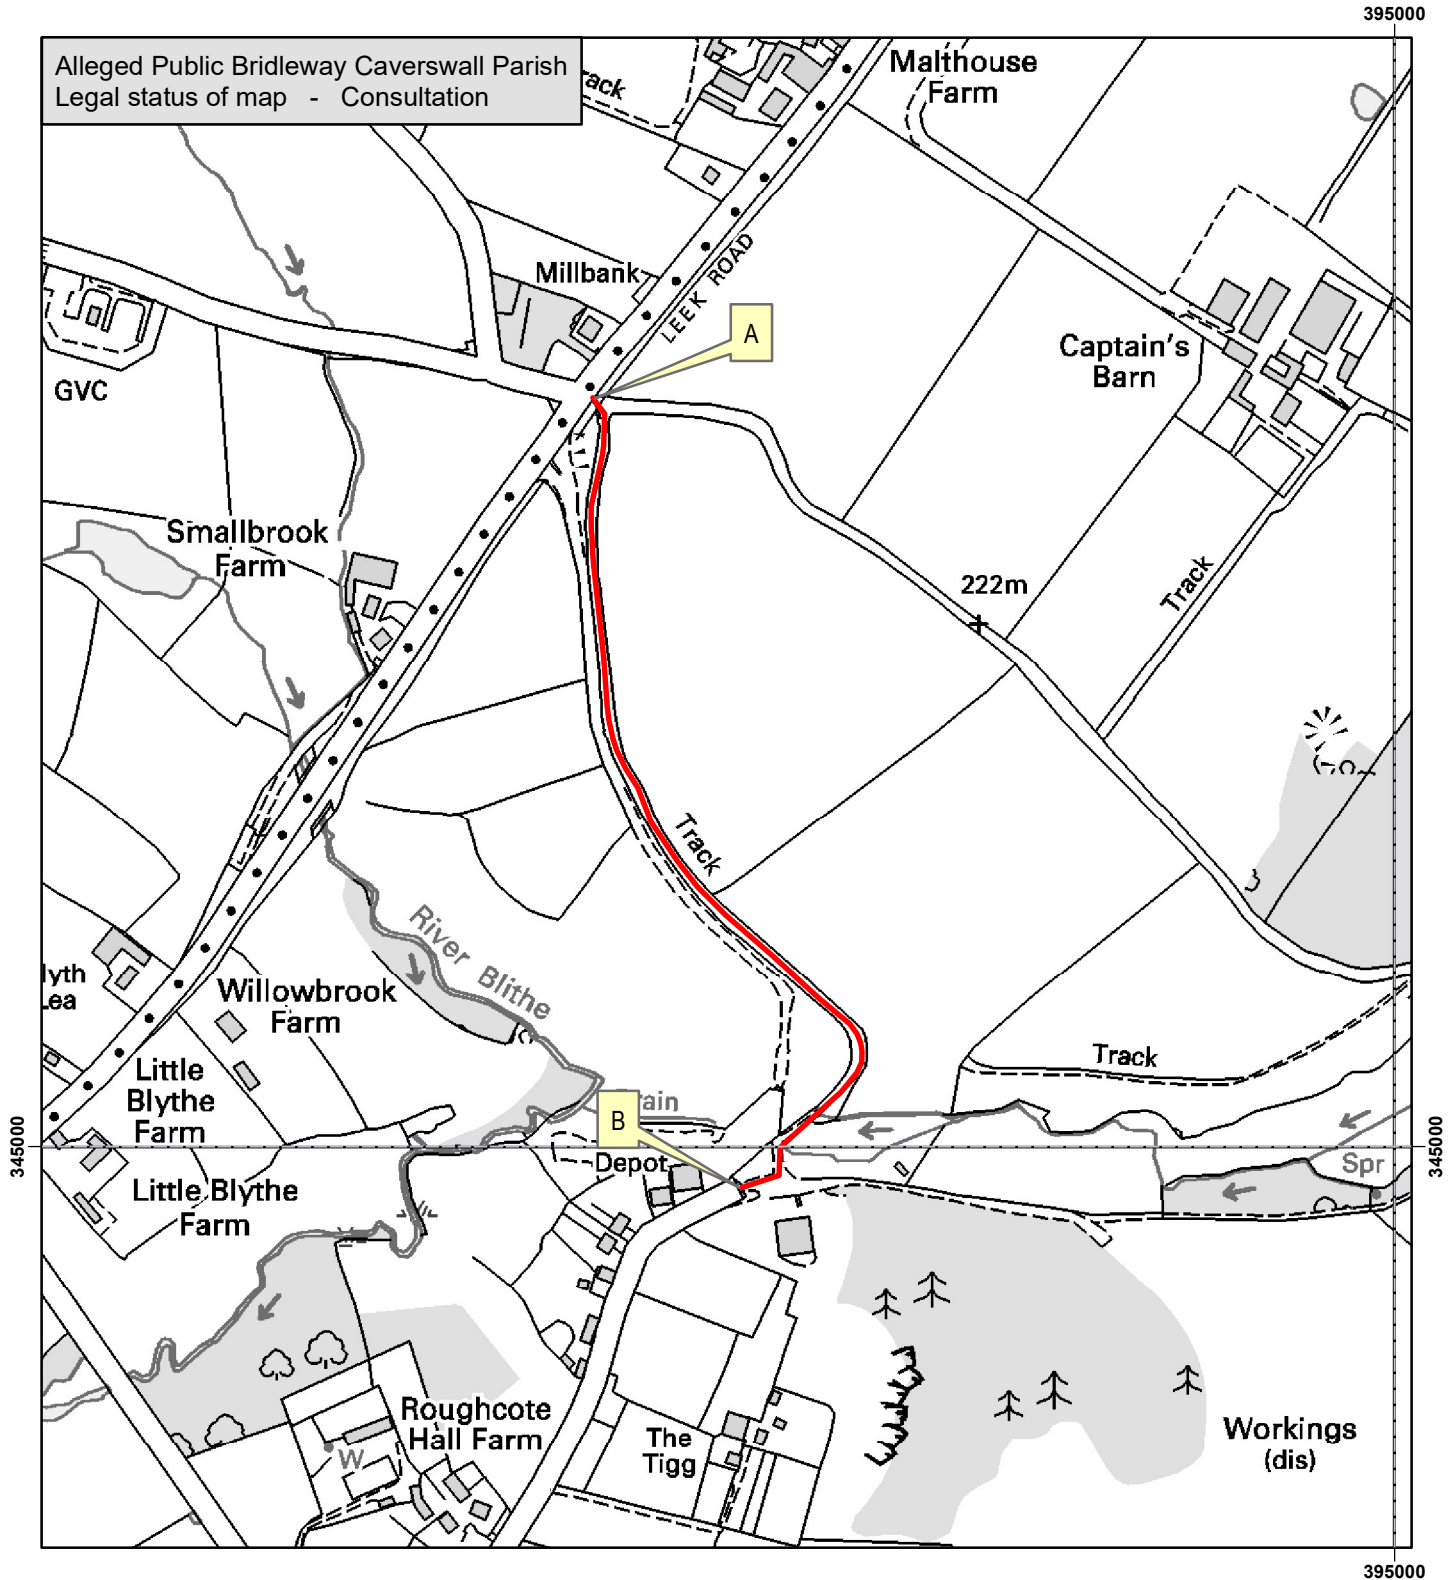 395000
Alleged Public Bridleway Caverswall Parish
Legal status of map - Consultation
Malthouse
Farm
Millbank
LEEK ROAD
A
Captain's
Barn
GVC
Smallbrook
Farm
222m
Track
Track
River Blithe
Willowbrook
Farm
Little
Blythe
Farm
Track
B
345000
345000
Depot
Spr
Little Blythe
Farm
Roughcote
Hall Farm
W
The
Tigg
Workings
(dis)
395000